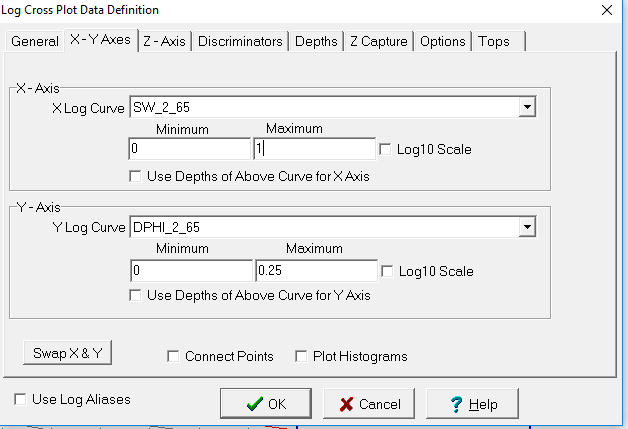 Log Cross Plot Data Definition
General X - Y Axes Z - Axis Discriminators Depths Z Capture Options Tops
X - Axis
X Log Curve SW_2_65
Minimum Maximum
0 1 Log10 Scale
Use Depths of Above Curve for X Axis
Y - Axis
Y Log Curve DPHI_2_65
Minimum Maximum
0 0.25 Log10 Scale
Use Depths of Above Curve for Y Axis
Swap X & Y Connect Points Plot Histograms
Use Log Aliases OK Cancel Help